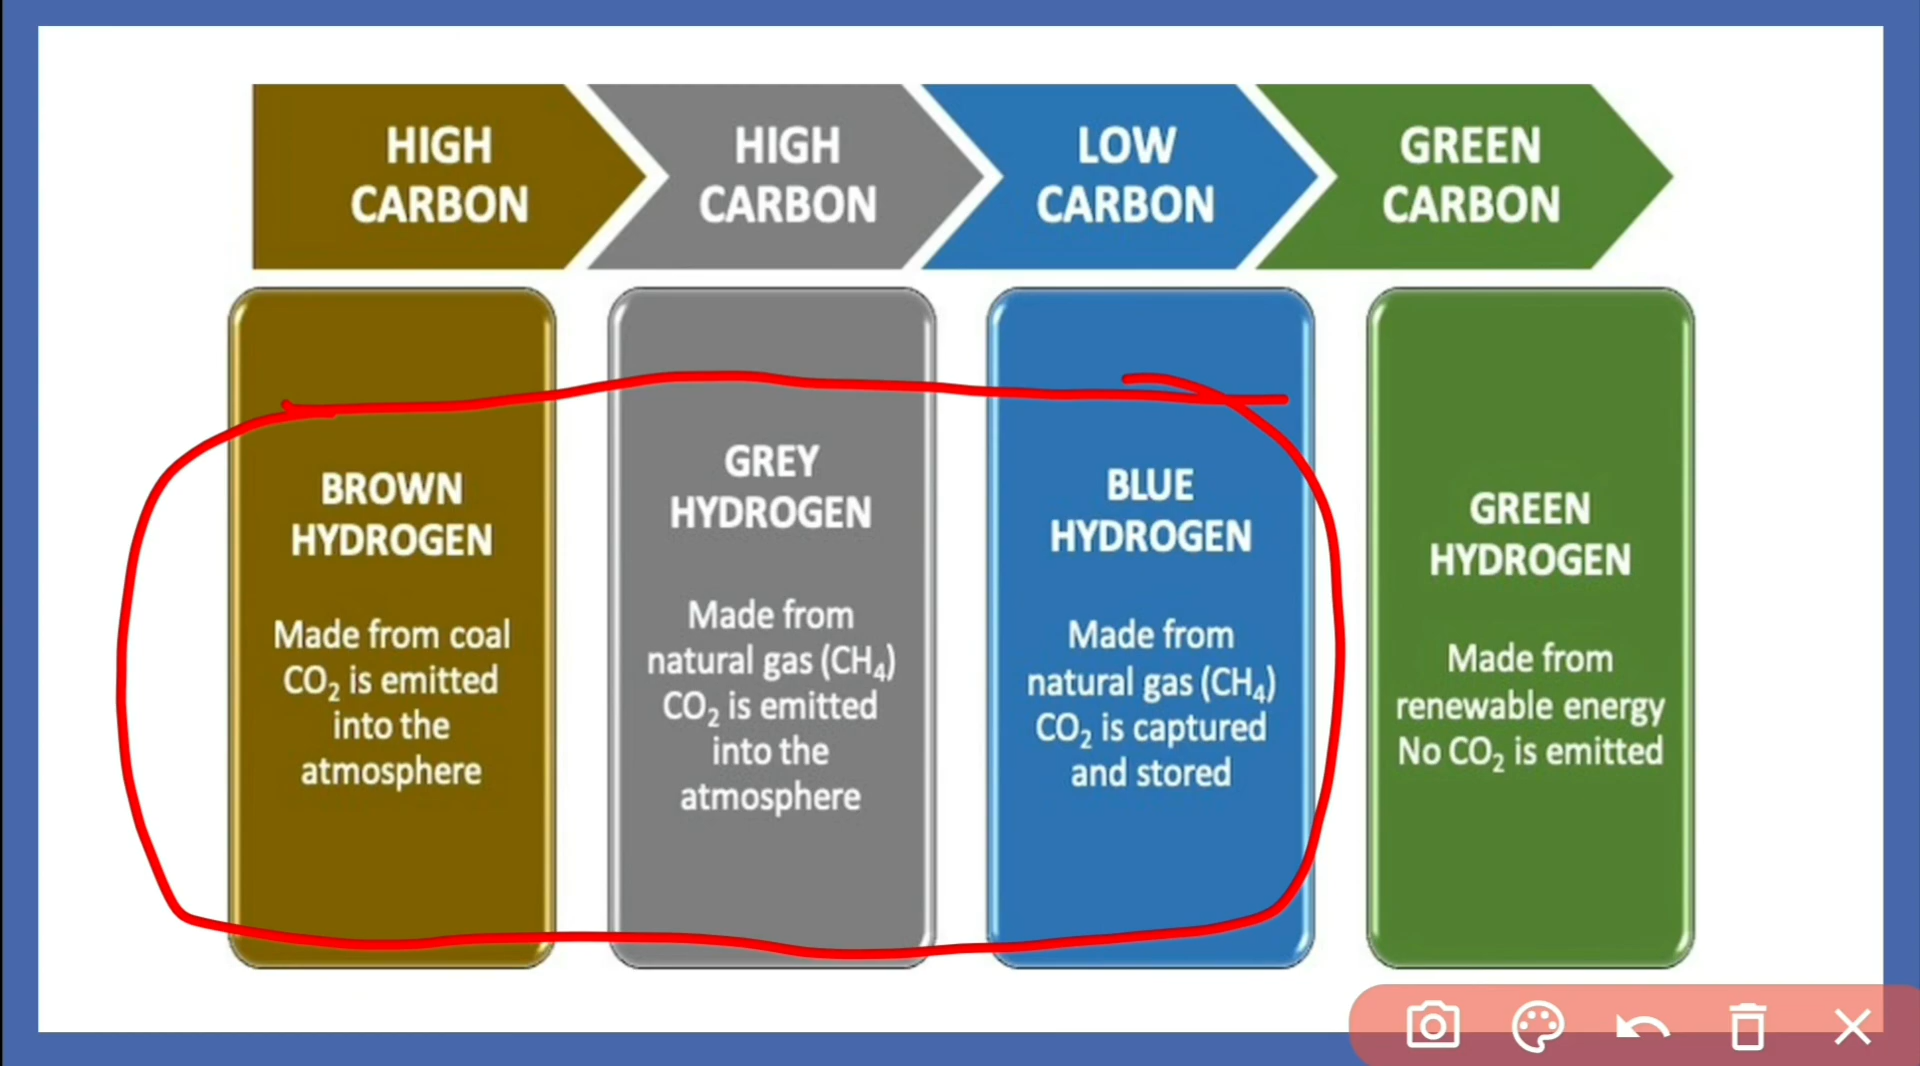 HIGH
CARBON
HIGH
CARBON
LOW
CARBON
GREEN
CARBON
BROWN
HYDROGEN
Made from coal
CO₂ is emitted
into the
atmosphere
GREY
HYDROGEN
Made from
natural gas (CH₄)
CO₂ is emitted
into the
atmosphere
BLUE
HYDROGEN
Made from
natural gas (CH₄)
CO₂ is captured
and stored
GREEN
HYDROGEN
Made from
renewable energy
No CO₂ is emitted